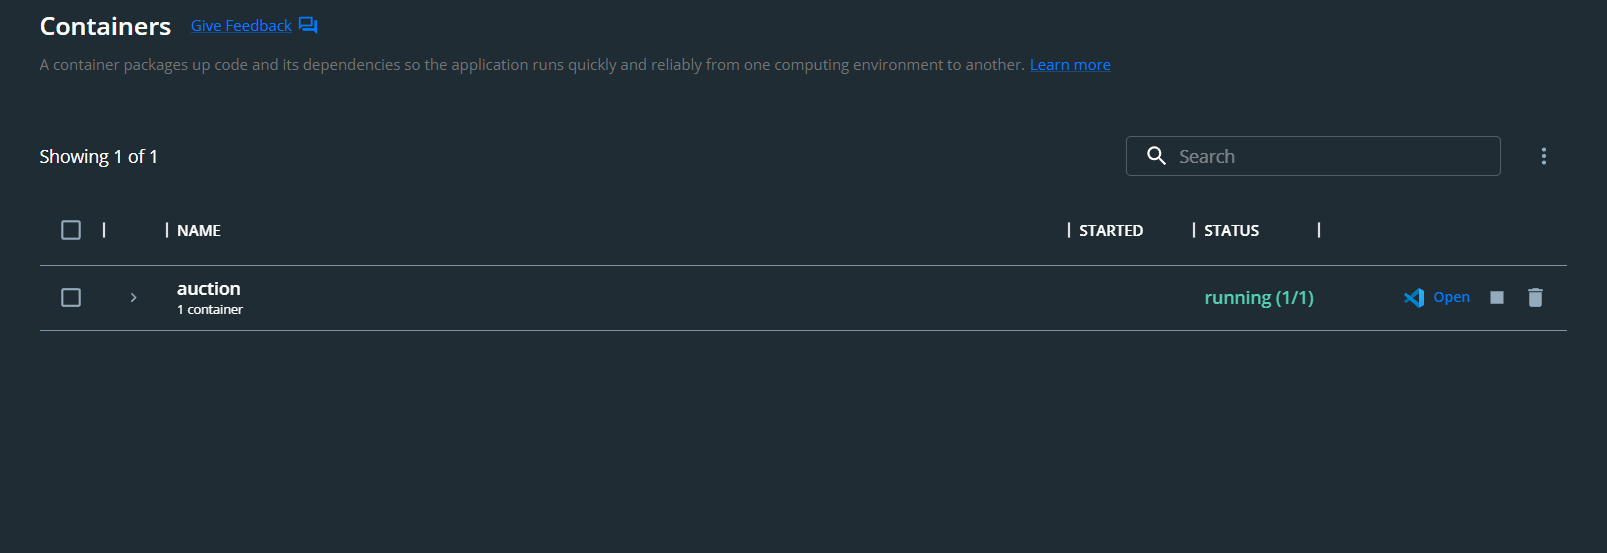 Containers Give Feedback
A container packages up code and its dependencies so the application runs quickly and reliably from one computing environment to another. Learn more
Showing 1 of 1
Search
NAME STARTED STATUS
auction
1 container
running (1/1)
Open